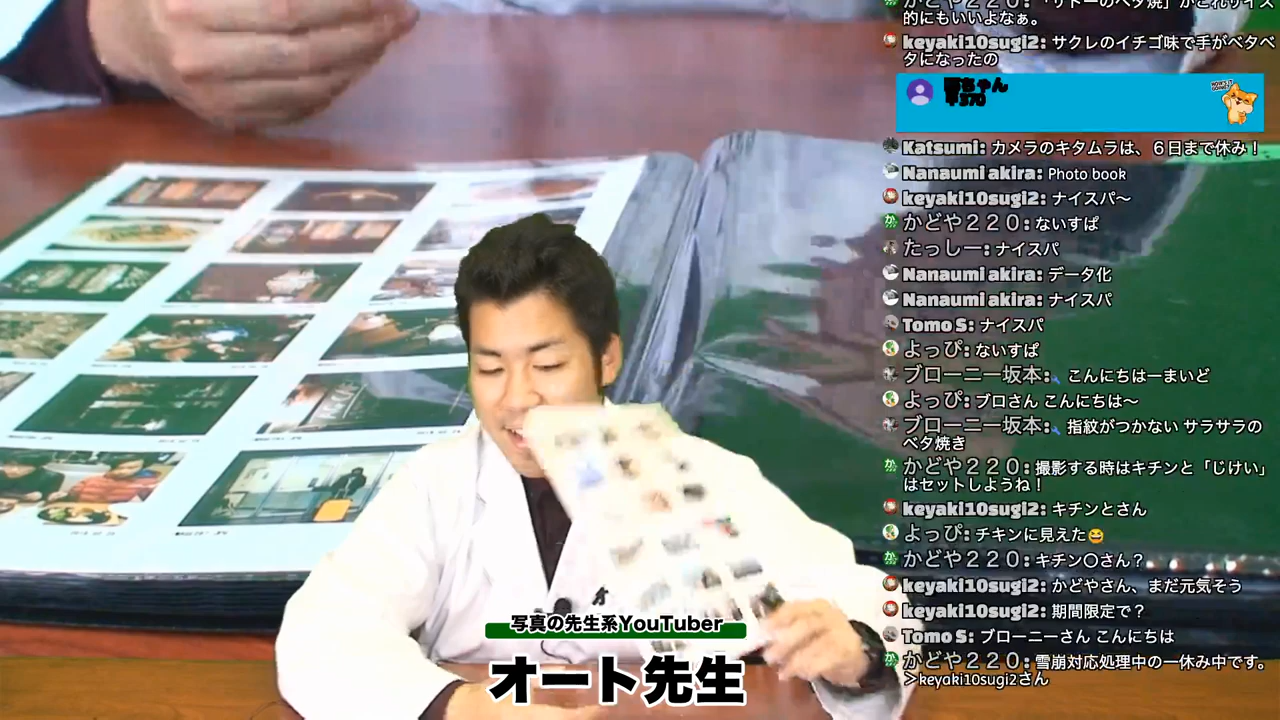 かどや２２０: 「サトーのベタ焼」がこれサイズ
的にもいいよなぁ。
keyaki10sugi2: サクレのイチゴ味で手がベタベ
タになったの
ちゃん
￥370
Katsumi: カメラのキタムラは、６日まで休み！
Nanaumi akira: Photo book
keyaki10sugi2: ナイスパ～
かどや２２０: ないすぱ
たっしー: ナイスパ
Nanaumi akira: データ化
Nanaumi akira: ナイスパ
Tomo S: ナイスパ
よっぴ: ないすぱ
ブローニー坂本: こんにちはーまいど
よっぴ: ブロさん こんにちは～
ブローニー坂本: 指紋がつかない サラサラの
ベタ焼き
かどや２２０: 撮影する時はキチンと「じけい」
はセットしようね！
keyaki10sugi2: キチンとさん
よっぴ: チキンに見えた😆
かどや２２０: キチン〇さん？
keyaki10sugi2: かどやさん、まだ元気そう
keyaki10sugi2: 期間限定で？
Tomo S: ブローニーさん こんにちは
かどや２２０: 雪崩対応処理中の一休み中です。
＞keyaki10sugi2さん
写真の先生系YouTuber
オート先生